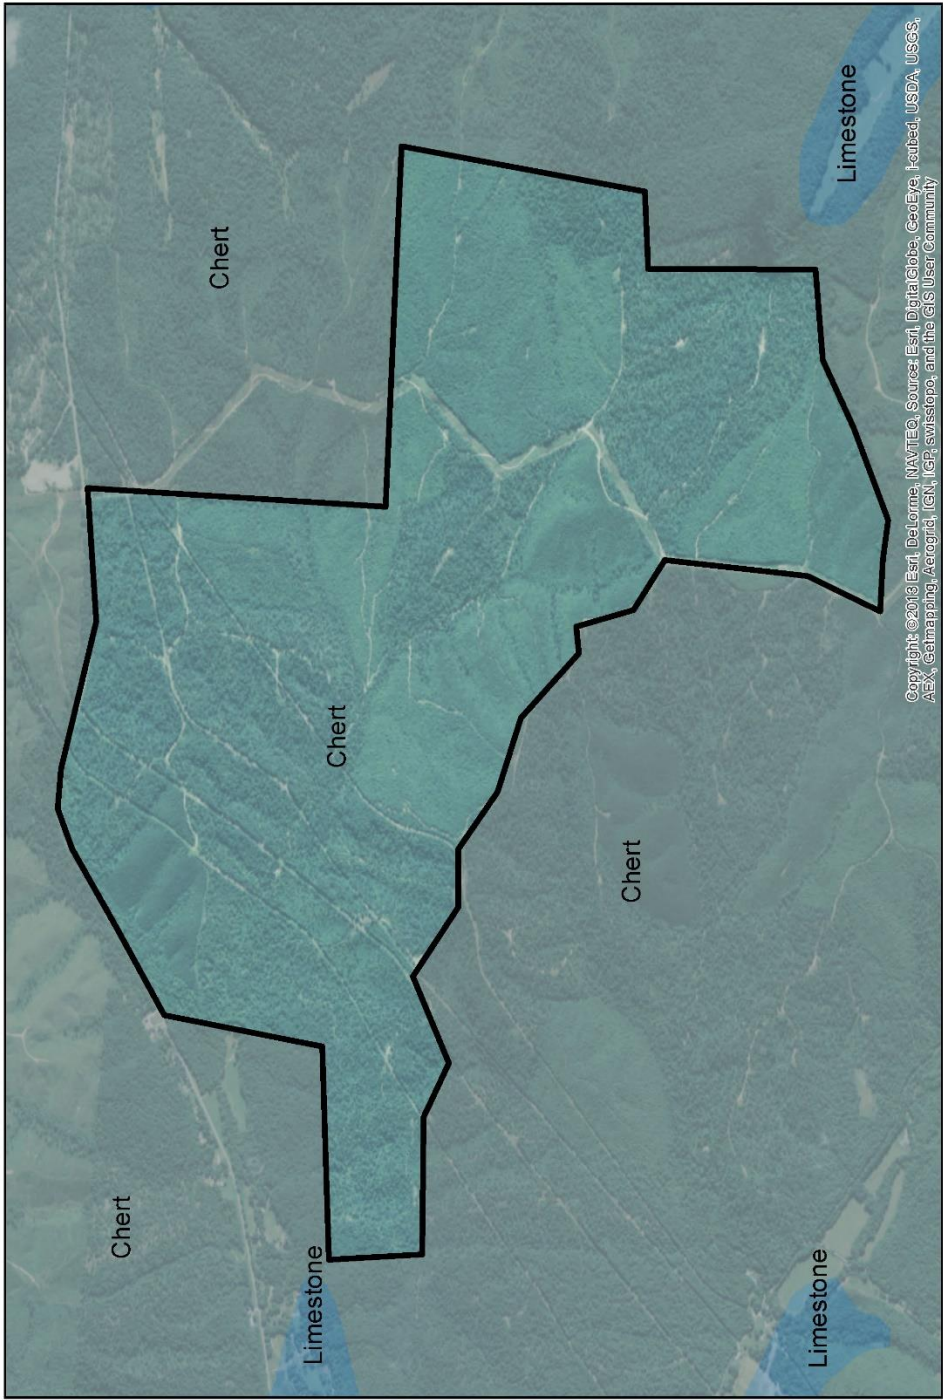 Chert
Chert
Limestone
Chert
Chert
Limestone
Limestone
Copyright: ©2013 Esri, DeLorme, NAVTEQ, Source: Esri, DigitalGlobe, GeoEye, i-cubed, USDA, USGS,
AEX, Getmapping, Aerogrid, IGN, IGP, swisstopo, and the GIS User Community